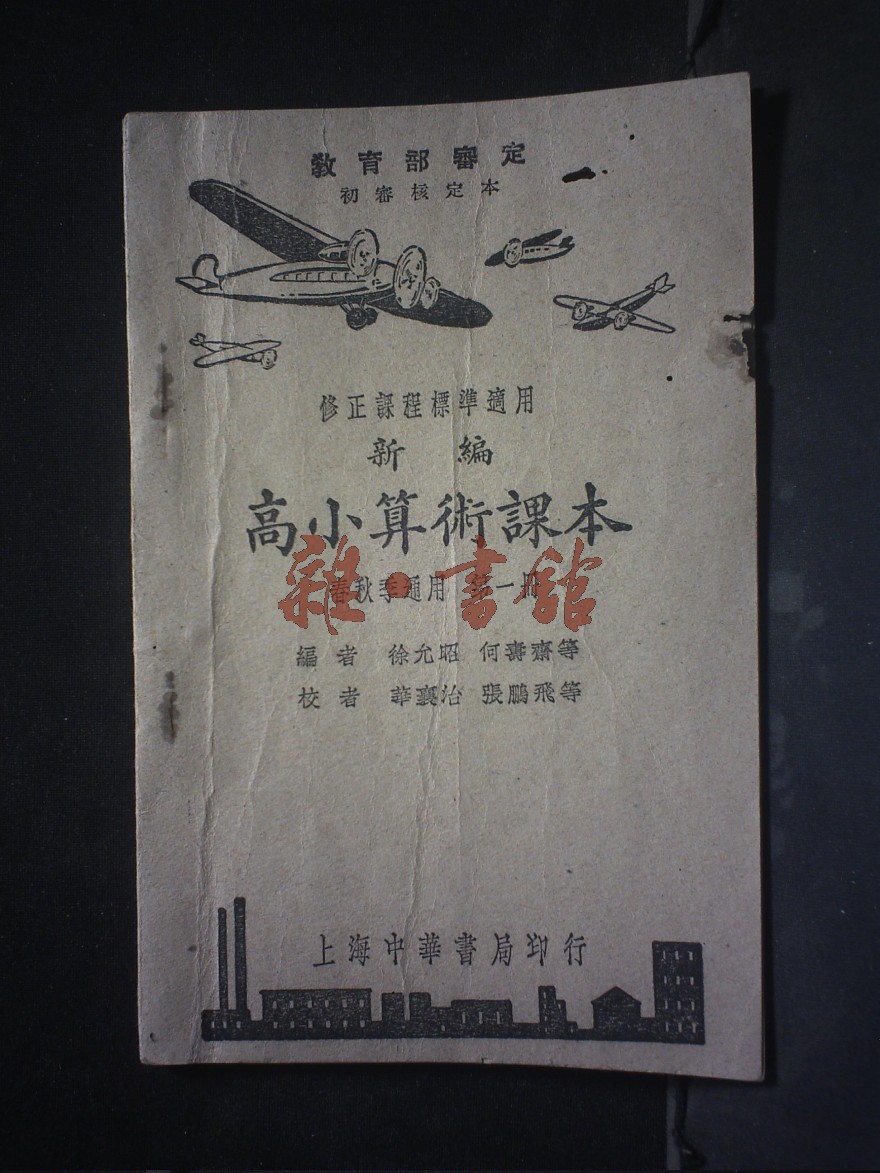 教育部審定
初審核定本
修正課程標準適用
新編
高小算術課本
春秋季通用 第一冊
雜·書館
編者 徐允昭 何壽齋等
校者 華襄治 張鵬飛等
上海中華書局印行